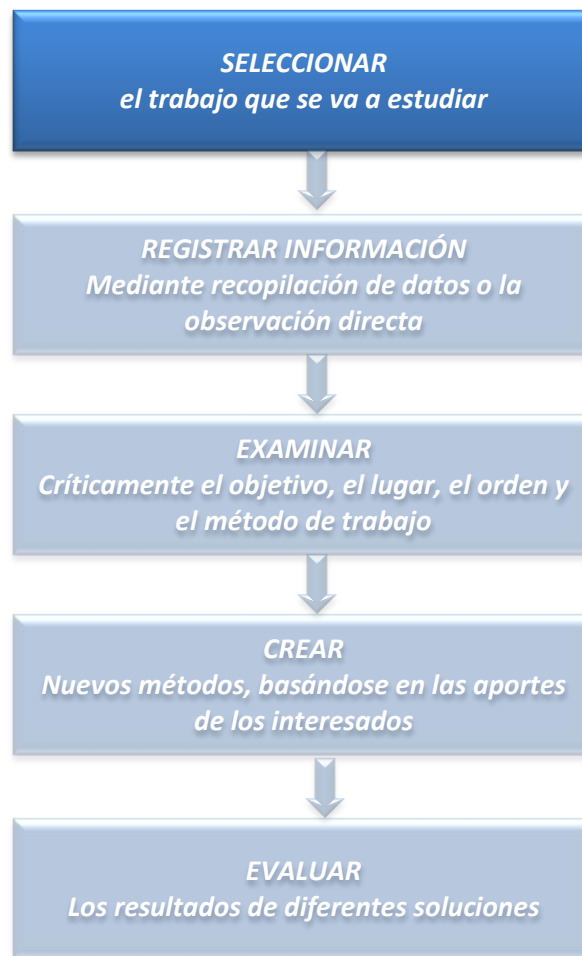 SELECCIONAR
el trabajo que se va a estudiar
REGISTRAR INFORMACIÓN
Mediante recopilación de datos o la
observación directa
EXAMINAR
Críticamente el objetivo, el lugar, el orden y
el método de trabajo
CREAR
Nuevos métodos, basándose en las aportes
de los interesados
EVALUAR
Los resultados de diferentes soluciones